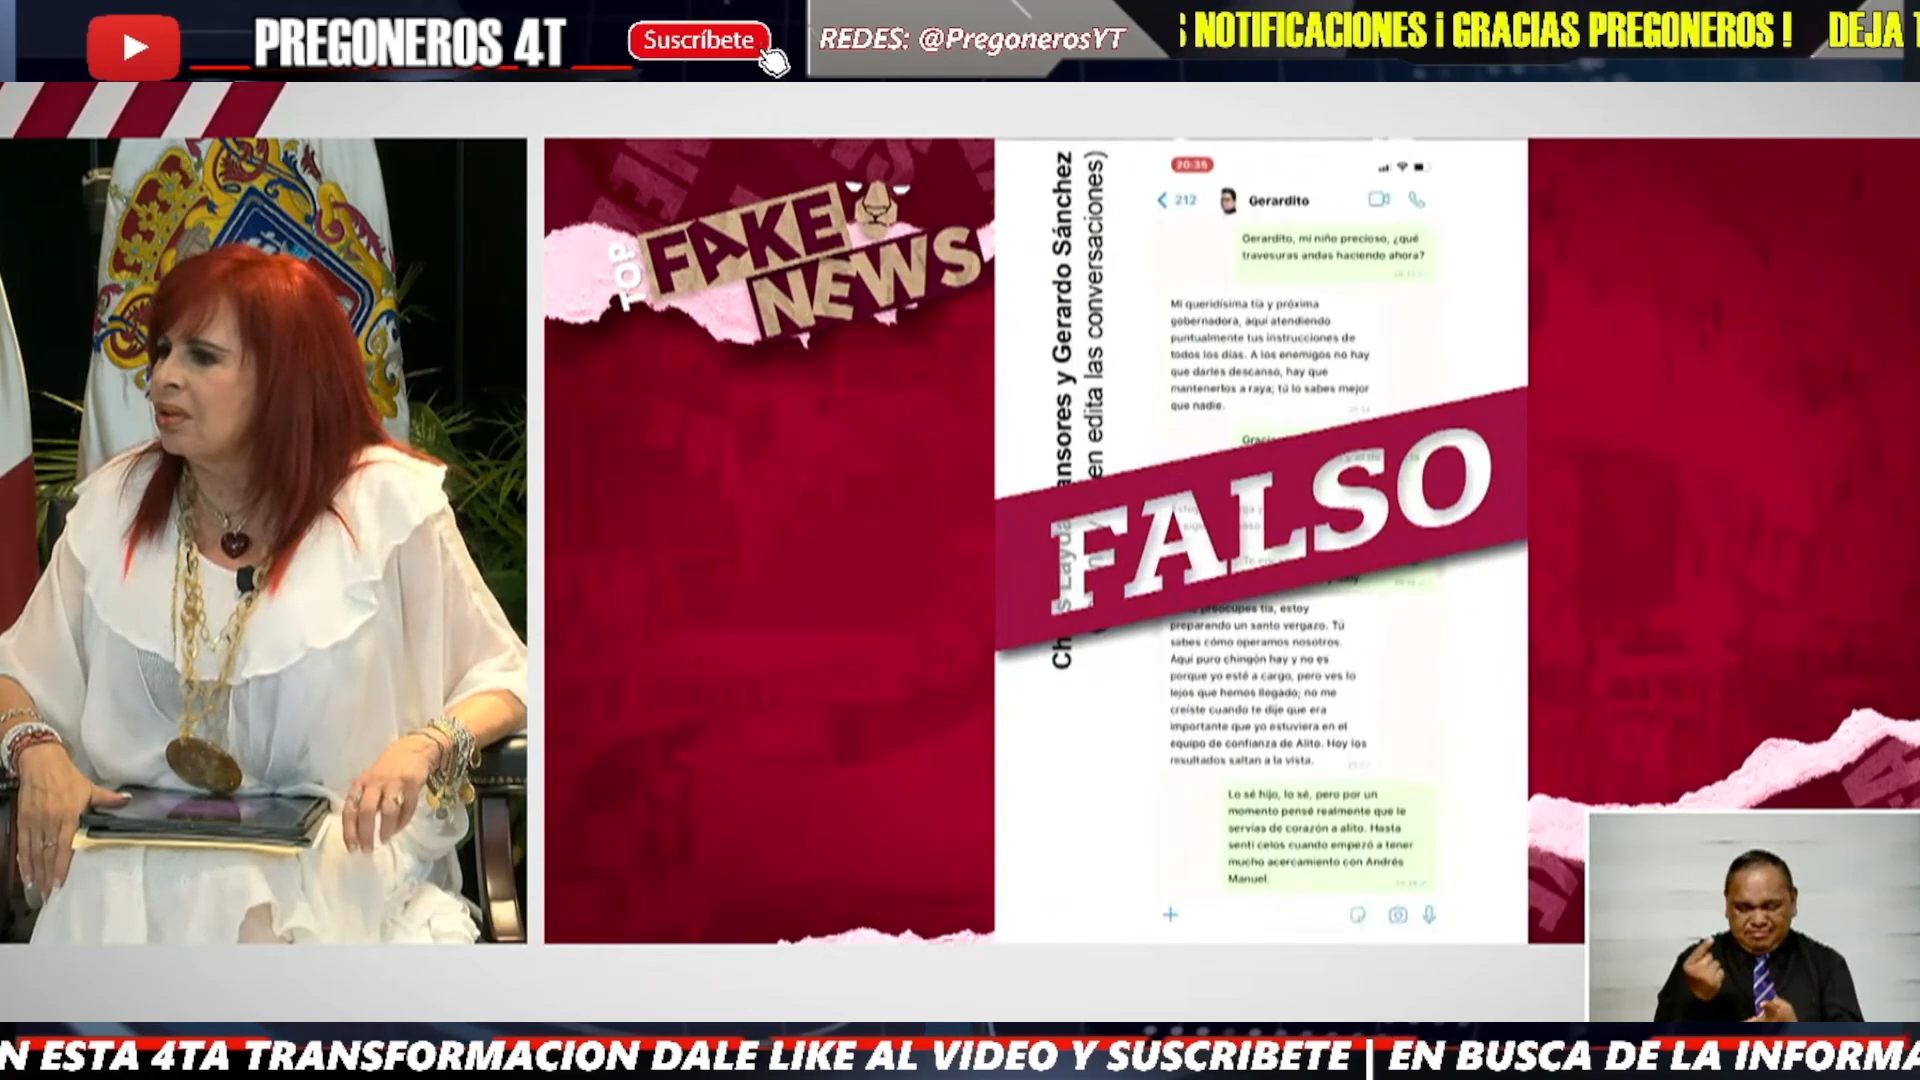 PREGONEROS 4T
Suscríbete
REDES: @PregonerosYT
S NOTIFICACIONES ¡ GRACIAS PREGONEROS !
DEJA T
TOP
FAKE
NEWS
ansores y Gerardo Sánchez
en edita las conversaciones)
20:35
212
Gerardito
Gerardito, mi niño precioso, ¿qué
travesuras andas haciendo ahora?
Mi queridísima tía y próxima
gobernadora, aquí atendiendo
puntualmente tus instrucciones de
todos los días. A los enemigos no hay
que darles descanso, hay que
mantenerlos a raya; tú lo sabes mejor
que nadie.
FALSO
preocupes tía, estoy
preparando un santo vergazo. Tú
sabes cómo operamos nosotros.
Aquí puro chingón hay y no es
porque yo esté a cargo, pero ves lo
lejos que hemos llegado; no me
creíste cuando te dije que era
importante que yo estuviera en el
equipo de confianza de Alito. Hoy los
resultados saltan a la vista.
Lo sé hijo, lo sé, pero por un
momento pensé realmente que le
servías de corazón a alito. Hasta
sentí celos cuando empezó a tener
mucho acercamiento con Andrés
Manuel.
N ESTA 4TA TRANSFORMACION DALE LIKE AL VIDEO Y SUSCRIBETE | EN BUSCA DE LA INFORMA